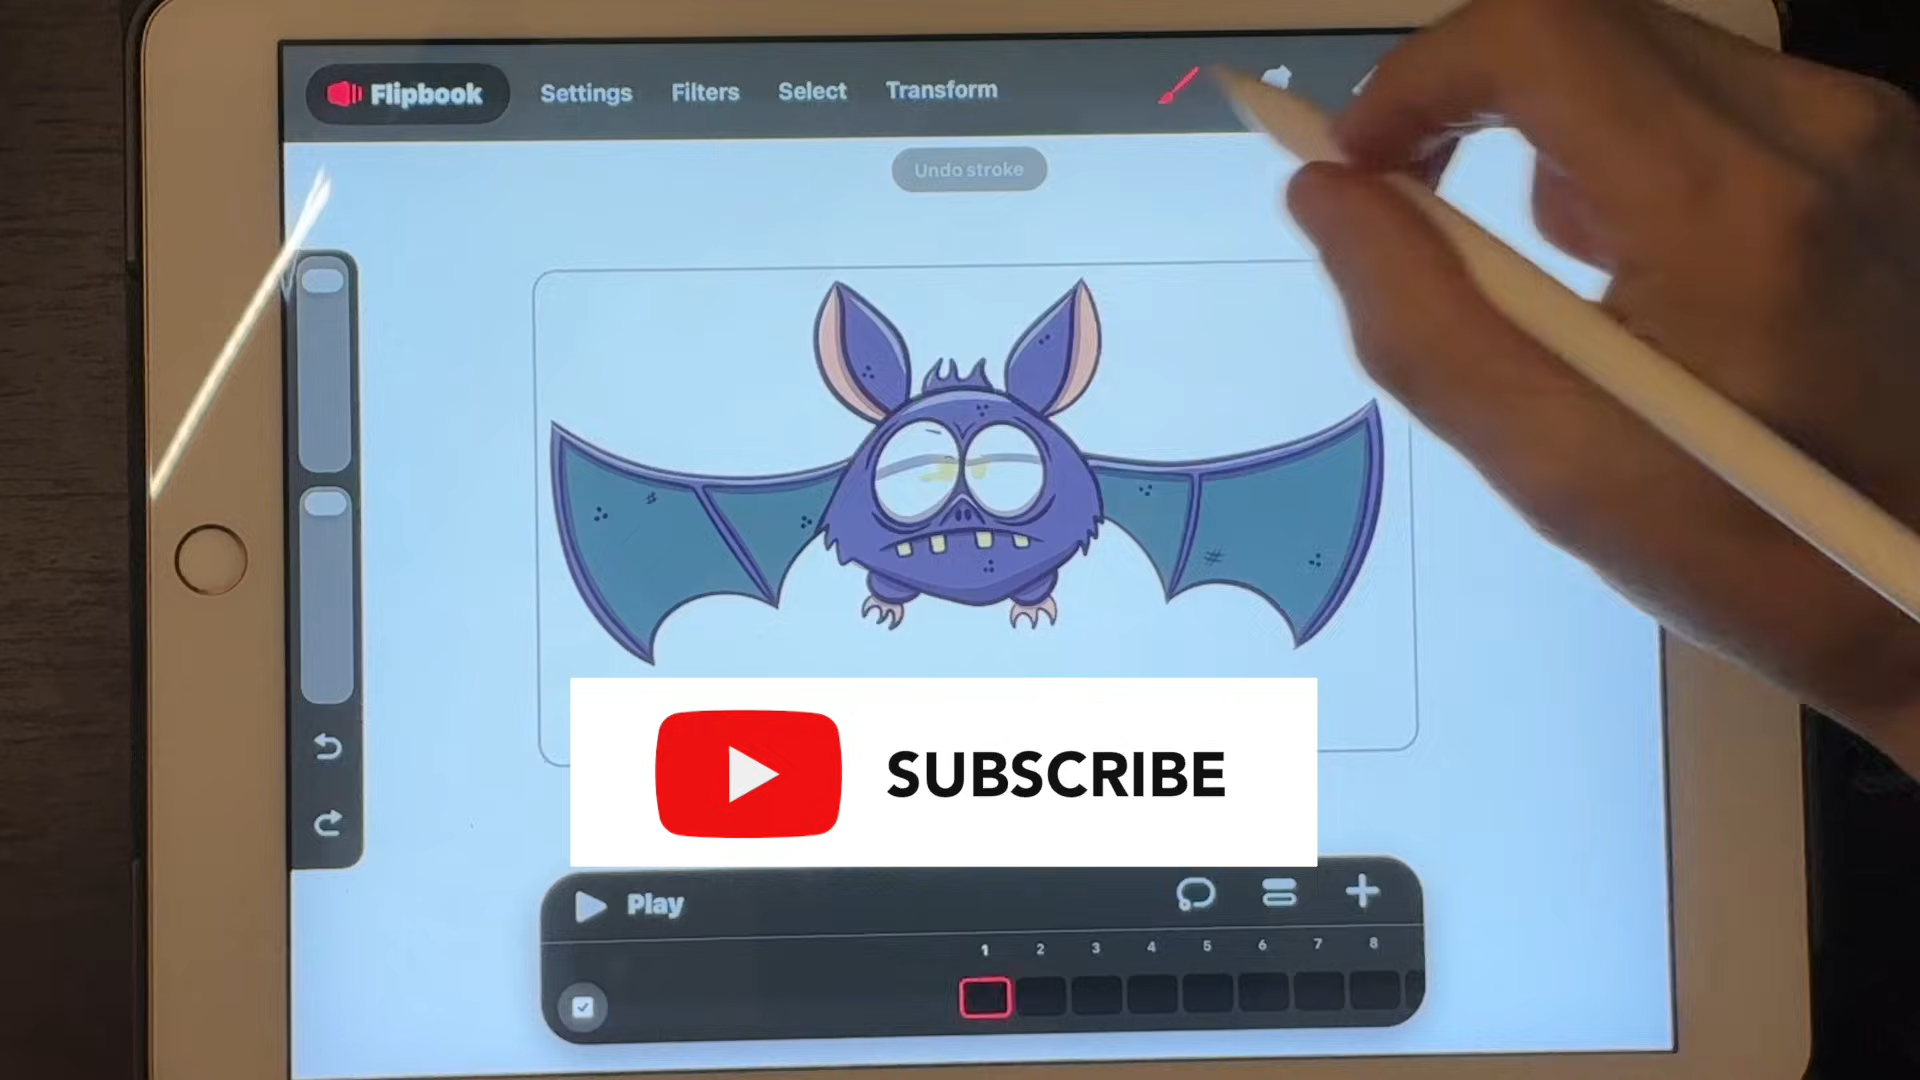 Flipbook Settings Filters Select Transform
Undo stroke
SUBSCRIBE
Play
1 2 3 4 5 6 7 8